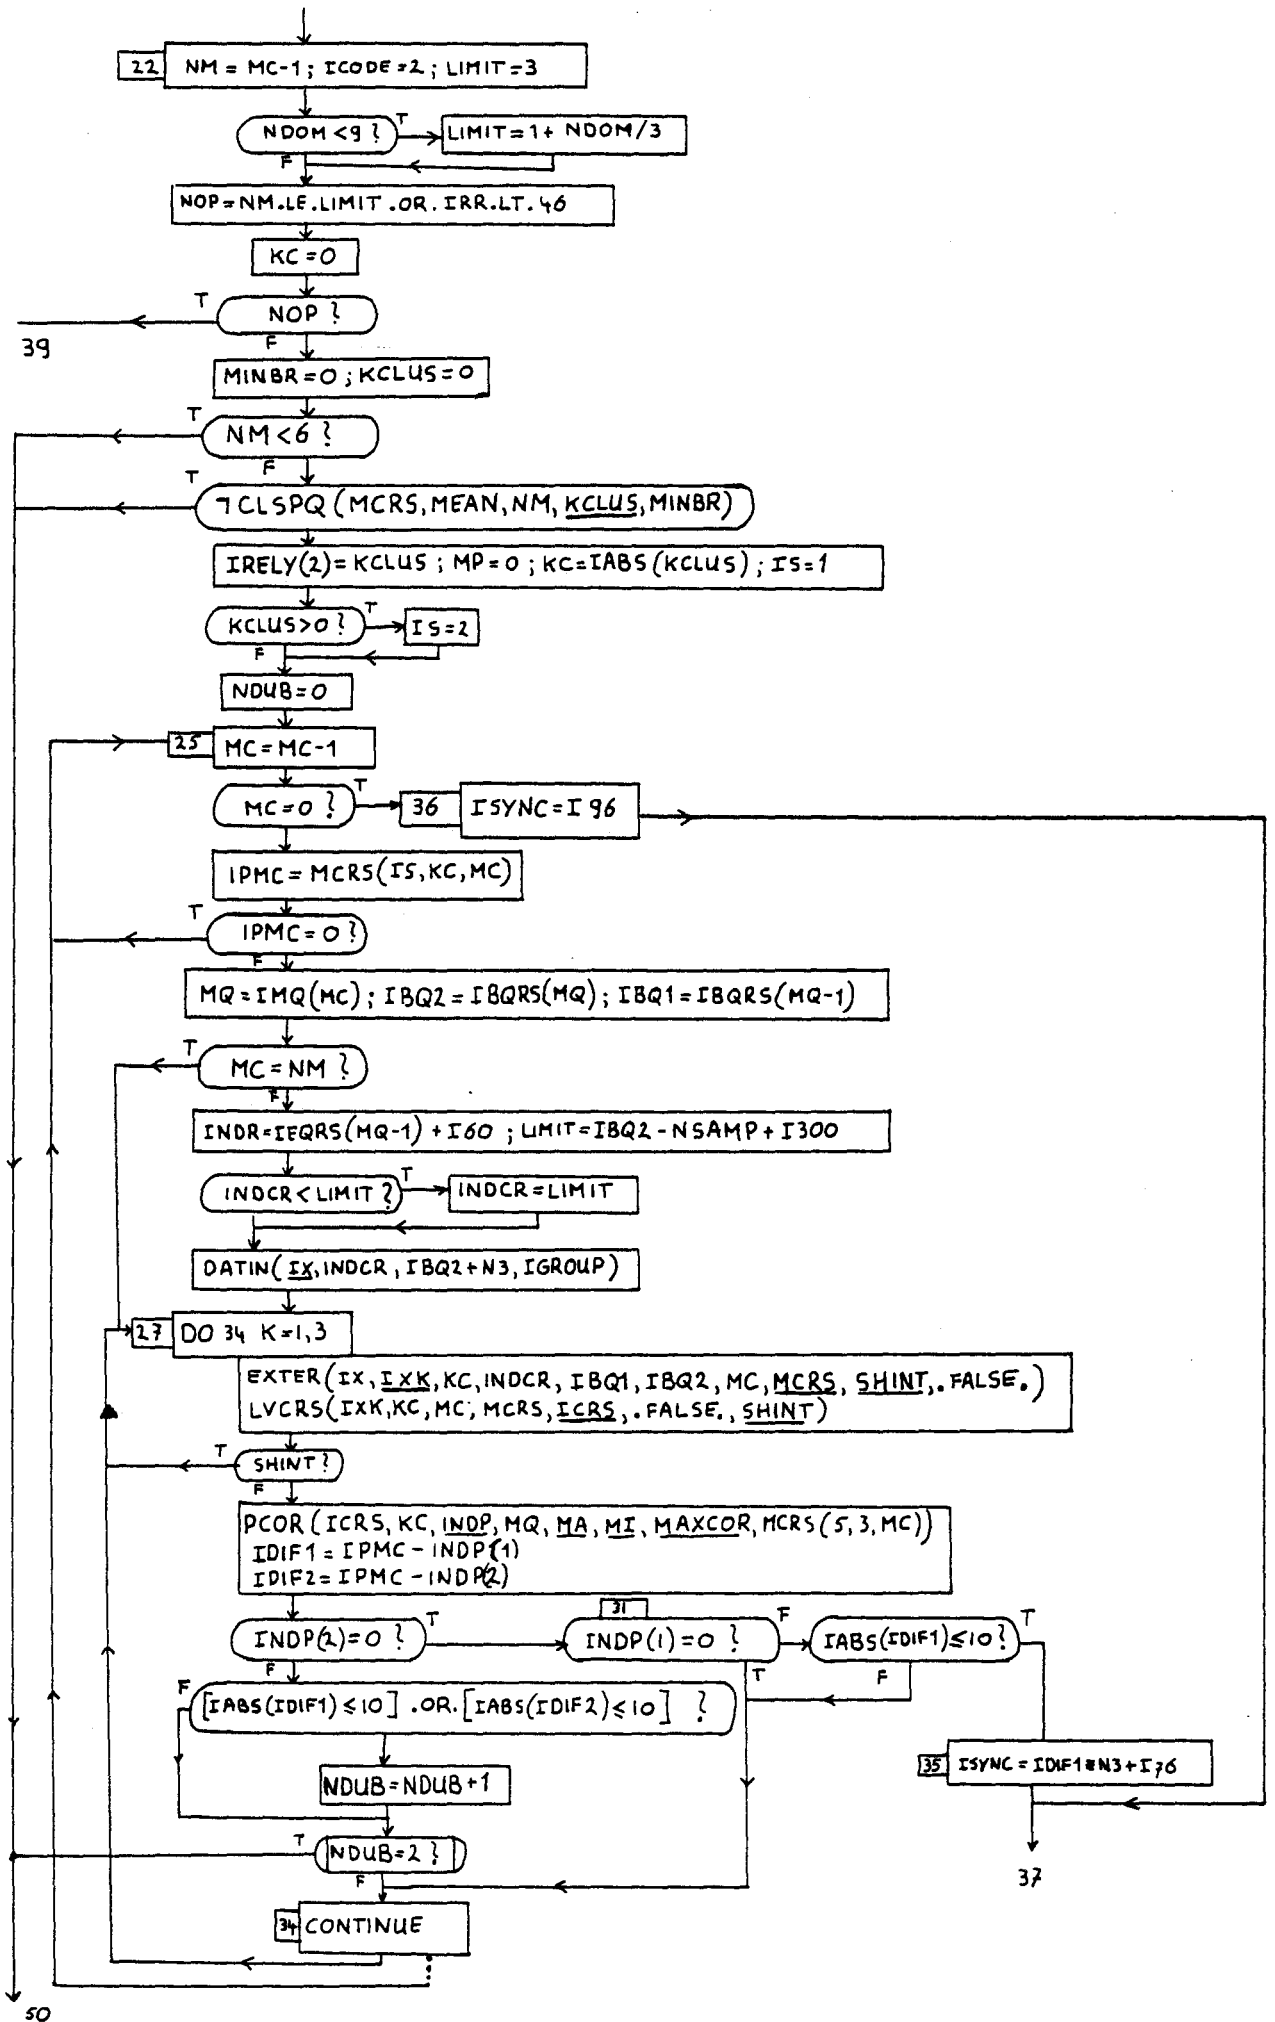 22 NM = MC-1; ICODE=2; LIMIT=3
NDOM<9? T LIMIT=1+ NDOM/3
F
NOP=NM.LE.LIMIT.OR.IRR.LT.46
KC=0
T NOP?
39 F
MINBR=0; KCLUS=0
T NM<6?
F
T ¬CLSPQ(MCRS,MEAN,NM,KCLUS,MINBR)
IRELY(2)=KCLUS; MP=0; KC=IABS(KCLUS); IS=1
KCLUS>0? T IS=2
F
NDUB=0
25 MC=MC-1
MC=0? T 36 ISYNC=I96
IPMC=MCRS(IS,KC,MC)
T IPMC=0?
F
MQ=IMQ(MC); IBQ2=IBQRS(MQ); IBQ1=IBQRS(MQ-1)
T MC=NM?
F
INDR=IEQRS(MQ-1)+I60; LIMIT=IBQ2-NSAMP+I300
INDCR<LIMIT? T INDCR=LIMIT
DATIN(IX,INDCR,IBQ2+N3,IGROUP)
27 DO 34 K=1,3
EXTER(IX,IXK,KC,INDCR,IBQ1,IBQ2,MC,MCRS,SHINT,.FALSE.)
LVCRS(IXK,KC,MC,MCRS,ICRS,.FALSE.,SHINT)
T SHINT?
F
PCOR(ICRS,KC,INDP,MQ,MA,MI,MAXCOR,MCRS(5,3,MC))
IDIF1=IPMC-INDP(1)
IDIF2=IPMC-INDP(2)
31
INDP(2)=0? T INDP(1)=0? F IABS(IDIF1)≤10? T
F T F
F [IABS(IDIF1)≤10].OR.[IABS(IDIF2)≤10]?
35 ISYNC=IDIF1*N3+I76
NDUB=NDUB+1
T NDUB=2?
F 37
34 CONTINUE
50